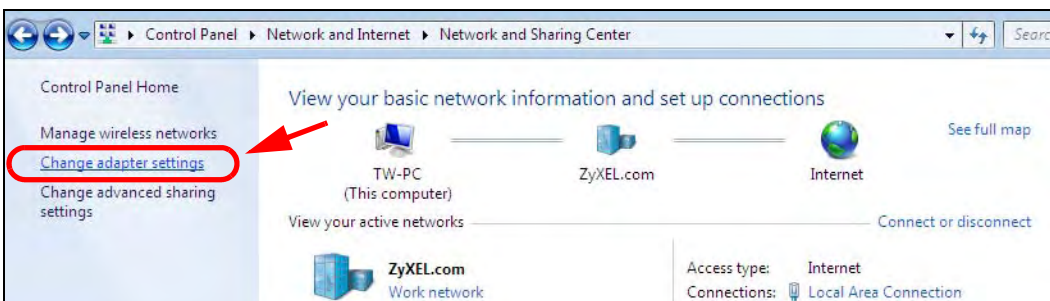 Control Panel ▸ Network and Internet ▸ Network and Sharing Center
Control Panel Home
Manage wireless networks
Change adapter settings
Change advanced sharing
settings
View your basic network information and set up connections
See full map
TW-PC
(This computer)
ZyXEL.com
Internet
View your active networks
Connect or disconnect
ZyXEL.com
Work network
Access type: Internet
Connections: Local Area Connection